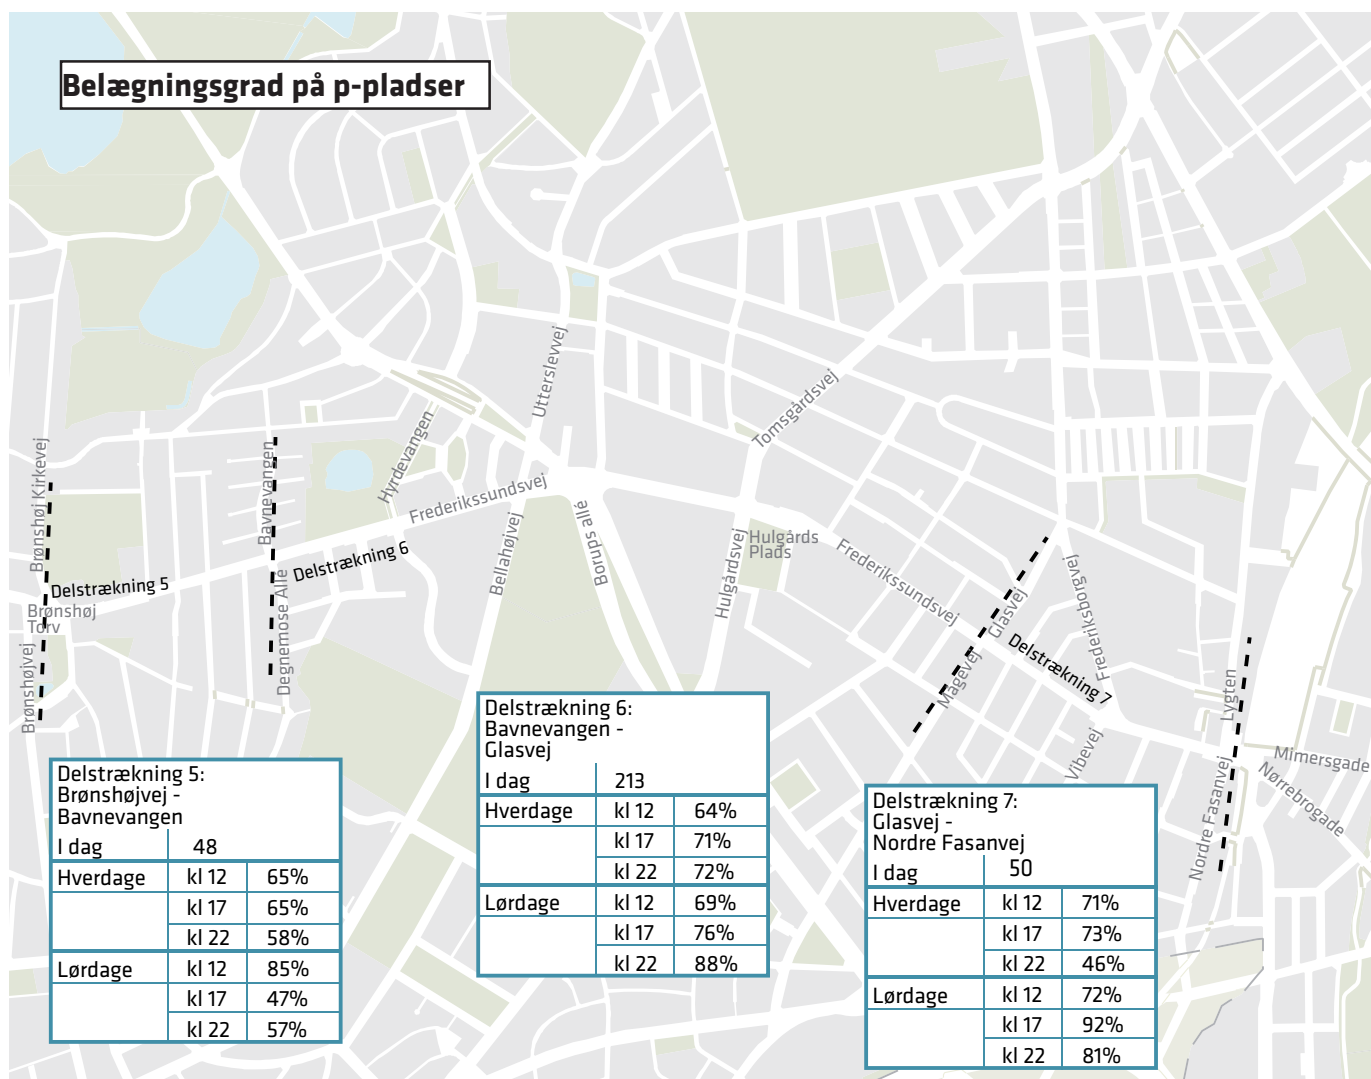 Belægningsgrad på p-pladser
Utterslevvej
Tomsgårdsvej
Hyrdevangen
Frederikssundsvej
Brønshøj Kirkevej
Bavnevangen
Delstrækning 5
Delstrækning 6
Degnemose Alle
Bellahøjvej
Borups allé
Hulgårdsvej
Hulgårds
Plads
Frederikssundsvej
Glasvej
Frederiksborgvej
Delstrækning 7
Mågevej
Brønshøj
Torv
Brønshøjvej
Vibevej
Lygten
Nordre Fasanvej
Mimersgade
Nørrebrogade
Delstrækning 5:
Brønshøjvej -
Bavnevangen
I dag 48
Hverdage kl 12 65%
kl 17 65%
kl 22 58%
Lørdage kl 12 85%
kl 17 47%
kl 22 57%
Delstrækning 6:
Bavnevangen -
Glasvej
I dag 213
Hverdage kl 12 64%
kl 17 71%
kl 22 72%
Lørdage kl 12 69%
kl 17 76%
kl 22 88%
Delstrækning 7:
Glasvej -
Nordre Fasanvej
I dag 50
Hverdage kl 12 71%
kl 17 73%
kl 22 46%
Lørdage kl 12 72%
kl 17 92%
kl 22 81%